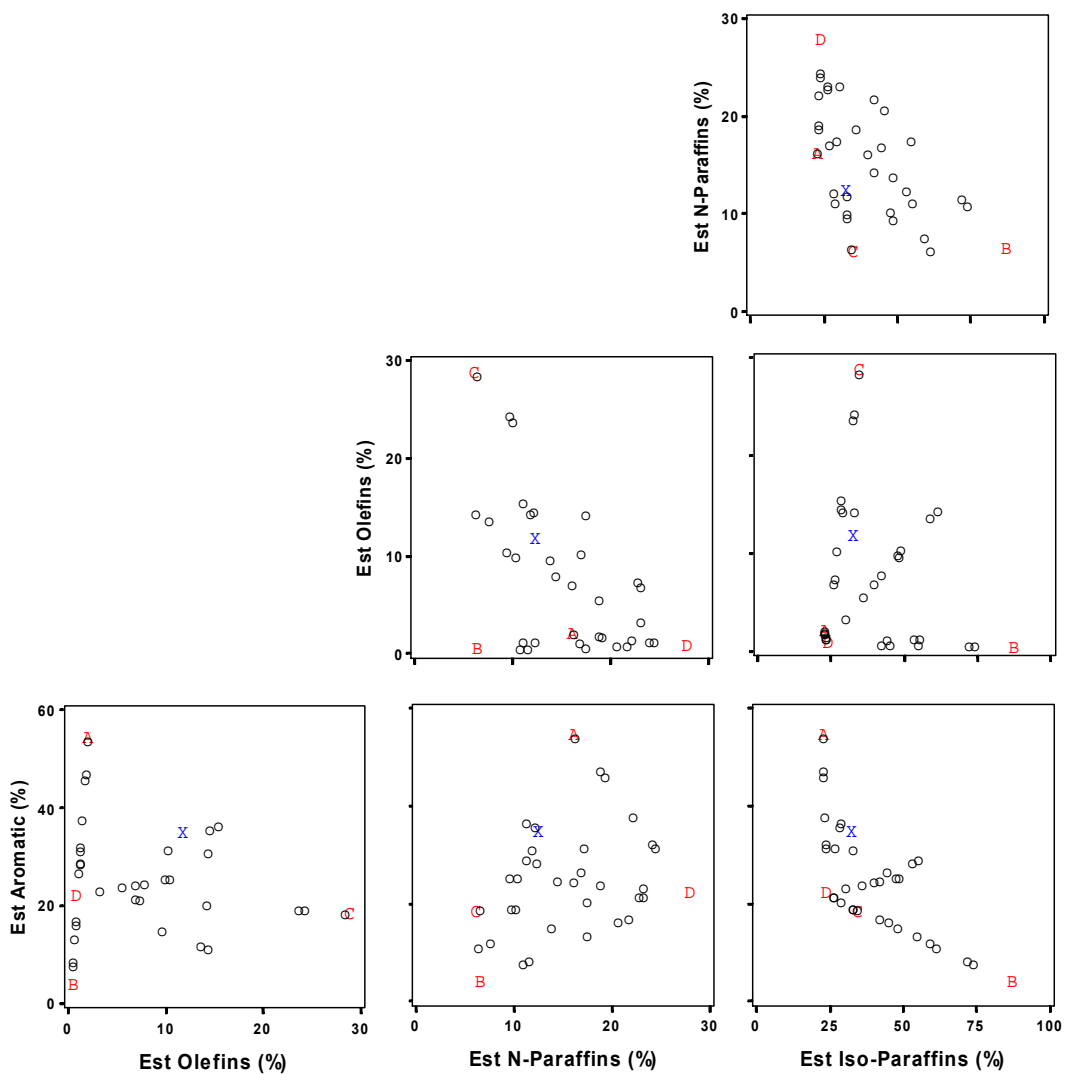 30
D
20
A
X
10
C
B
0
Est N-Paraffins (%)
30
C
20
X
10
A
B
D
0
Est Olefins (%)
C
X
A
D
B
60
A
40
X
20
D
C
B
0
Est Aromatic (%)
A
X
D
C
B
A
X
D
C
B
0 10 20 30
0 10 20 30
0 25 50 75 100
Est Olefins (%)
Est N-Paraffins (%)
Est Iso-Paraffins (%)